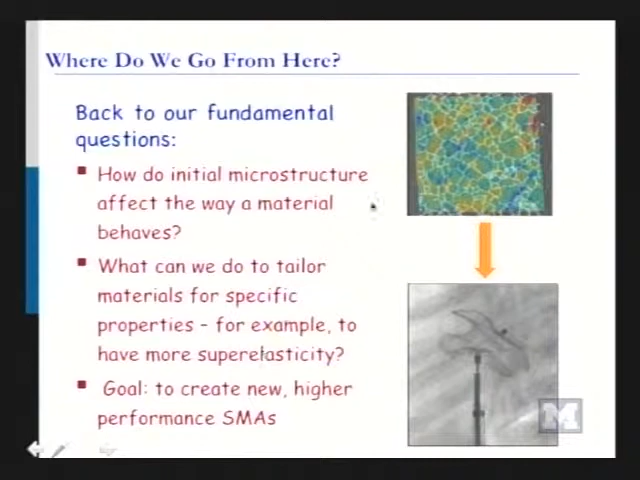 Where Do We Go From Here?
Back to our fundamental
questions:
How do initial microstructure
affect the way a material
behaves?
What can we do to tailor
materials for specific
properties – for example, to
have more superelasticity?
Goal: to create new, higher
performance SMAs
M